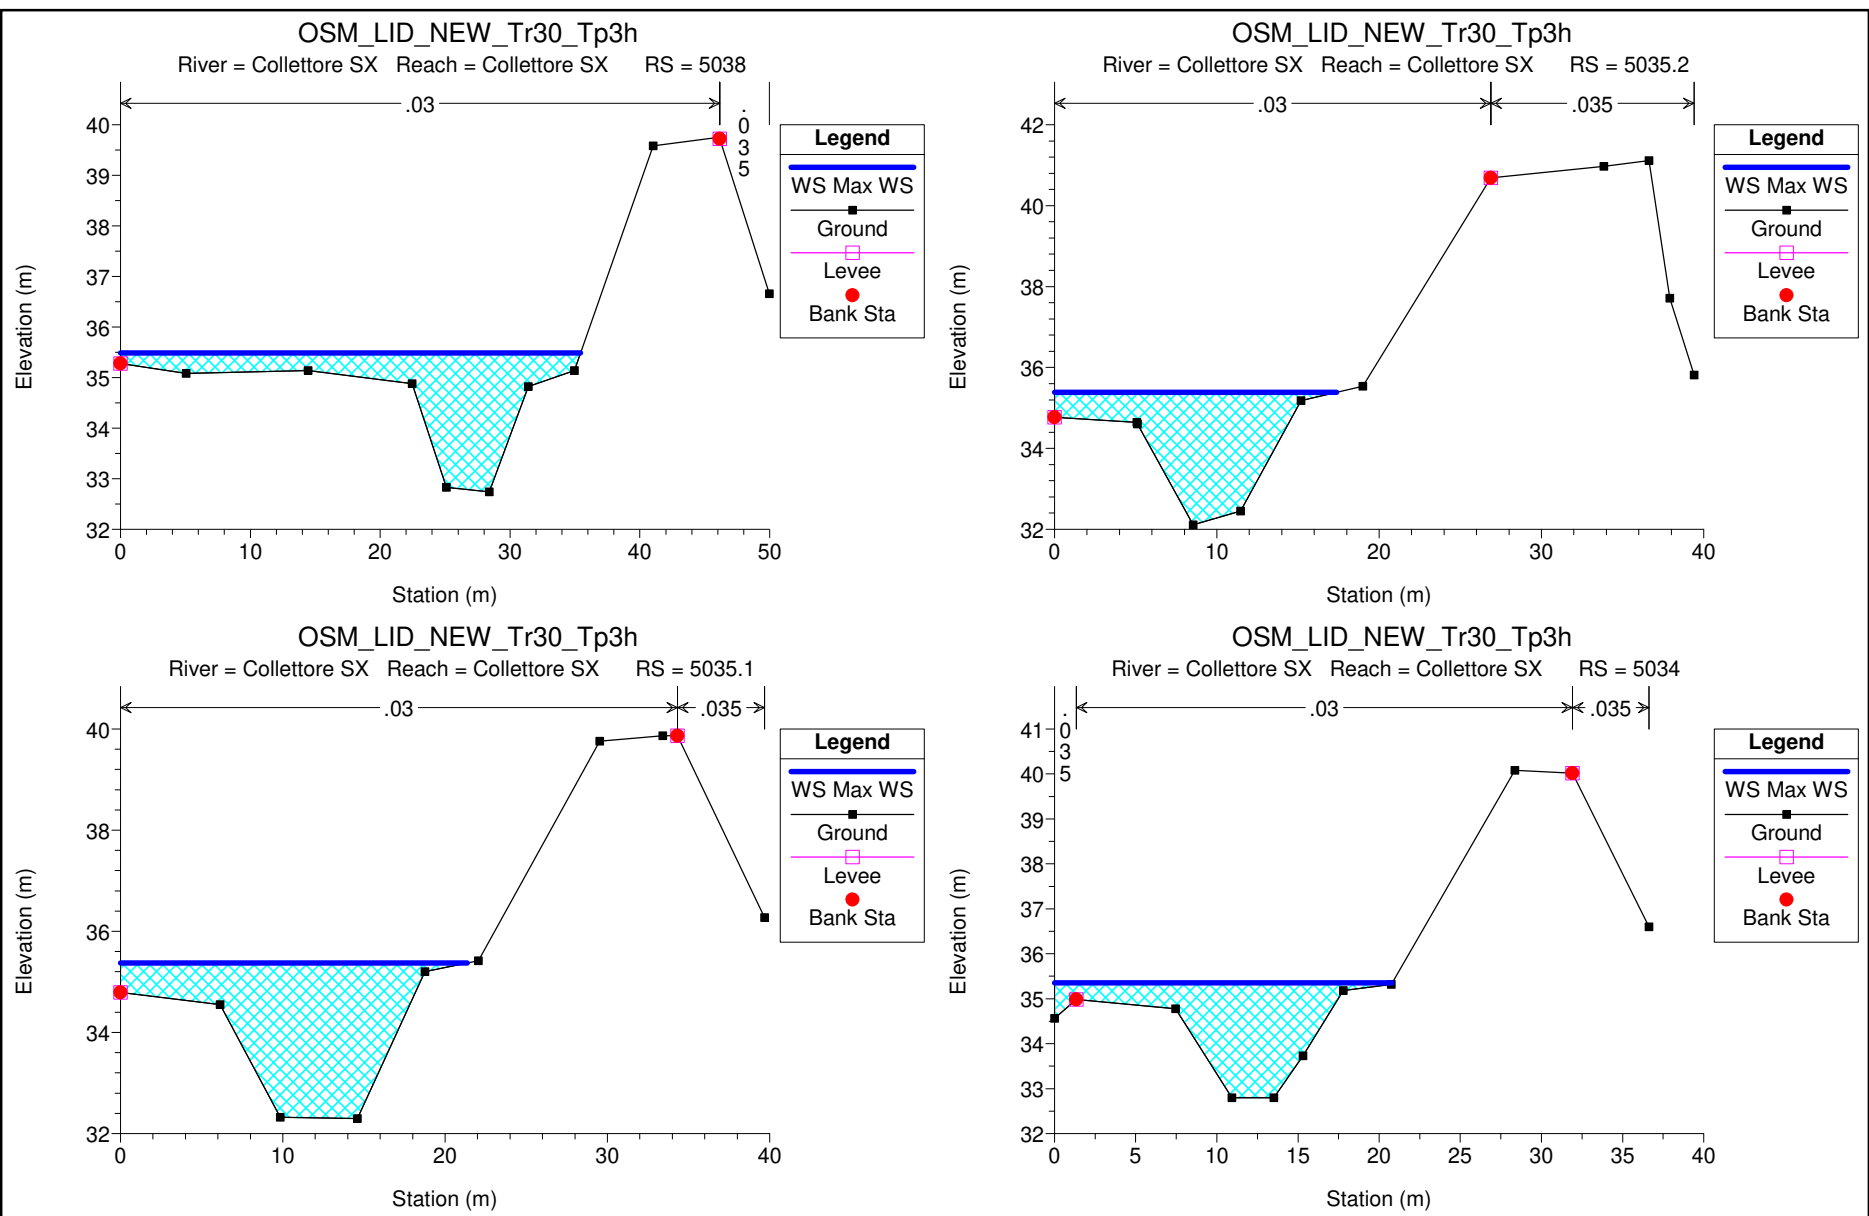 OSM_LID_NEW_Tr30_Tp3h
River = Collettore SX Reach = Collettore SX RS = 5038
.03
.035
40
39
38
37
36
35
34
33
32
Elevation (m)
0 10 20 30 40 50
Station (m)
Legend
WS Max WS
Ground
Levee
Bank Sta
OSM_LID_NEW_Tr30_Tp3h
River = Collettore SX Reach = Collettore SX RS = 5035.2
.03 .035
42
40
38
36
34
32
Elevation (m)
0 10 20 30 40
Station (m)
Legend
WS Max WS
Ground
Levee
Bank Sta
OSM_LID_NEW_Tr30_Tp3h
River = Collettore SX Reach = Collettore SX RS = 5035.1
.03 .035
40
38
36
34
32
Elevation (m)
0 10 20 30 40
Station (m)
Legend
WS Max WS
Ground
Levee
Bank Sta
OSM_LID_NEW_Tr30_Tp3h
River = Collettore SX Reach = Collettore SX RS = 5034
.035
.03 .035
41
40
39
38
37
36
35
34
33
32
Elevation (m)
0 5 10 15 20 25 30 35 40
Station (m)
Legend
WS Max WS
Ground
Levee
Bank Sta